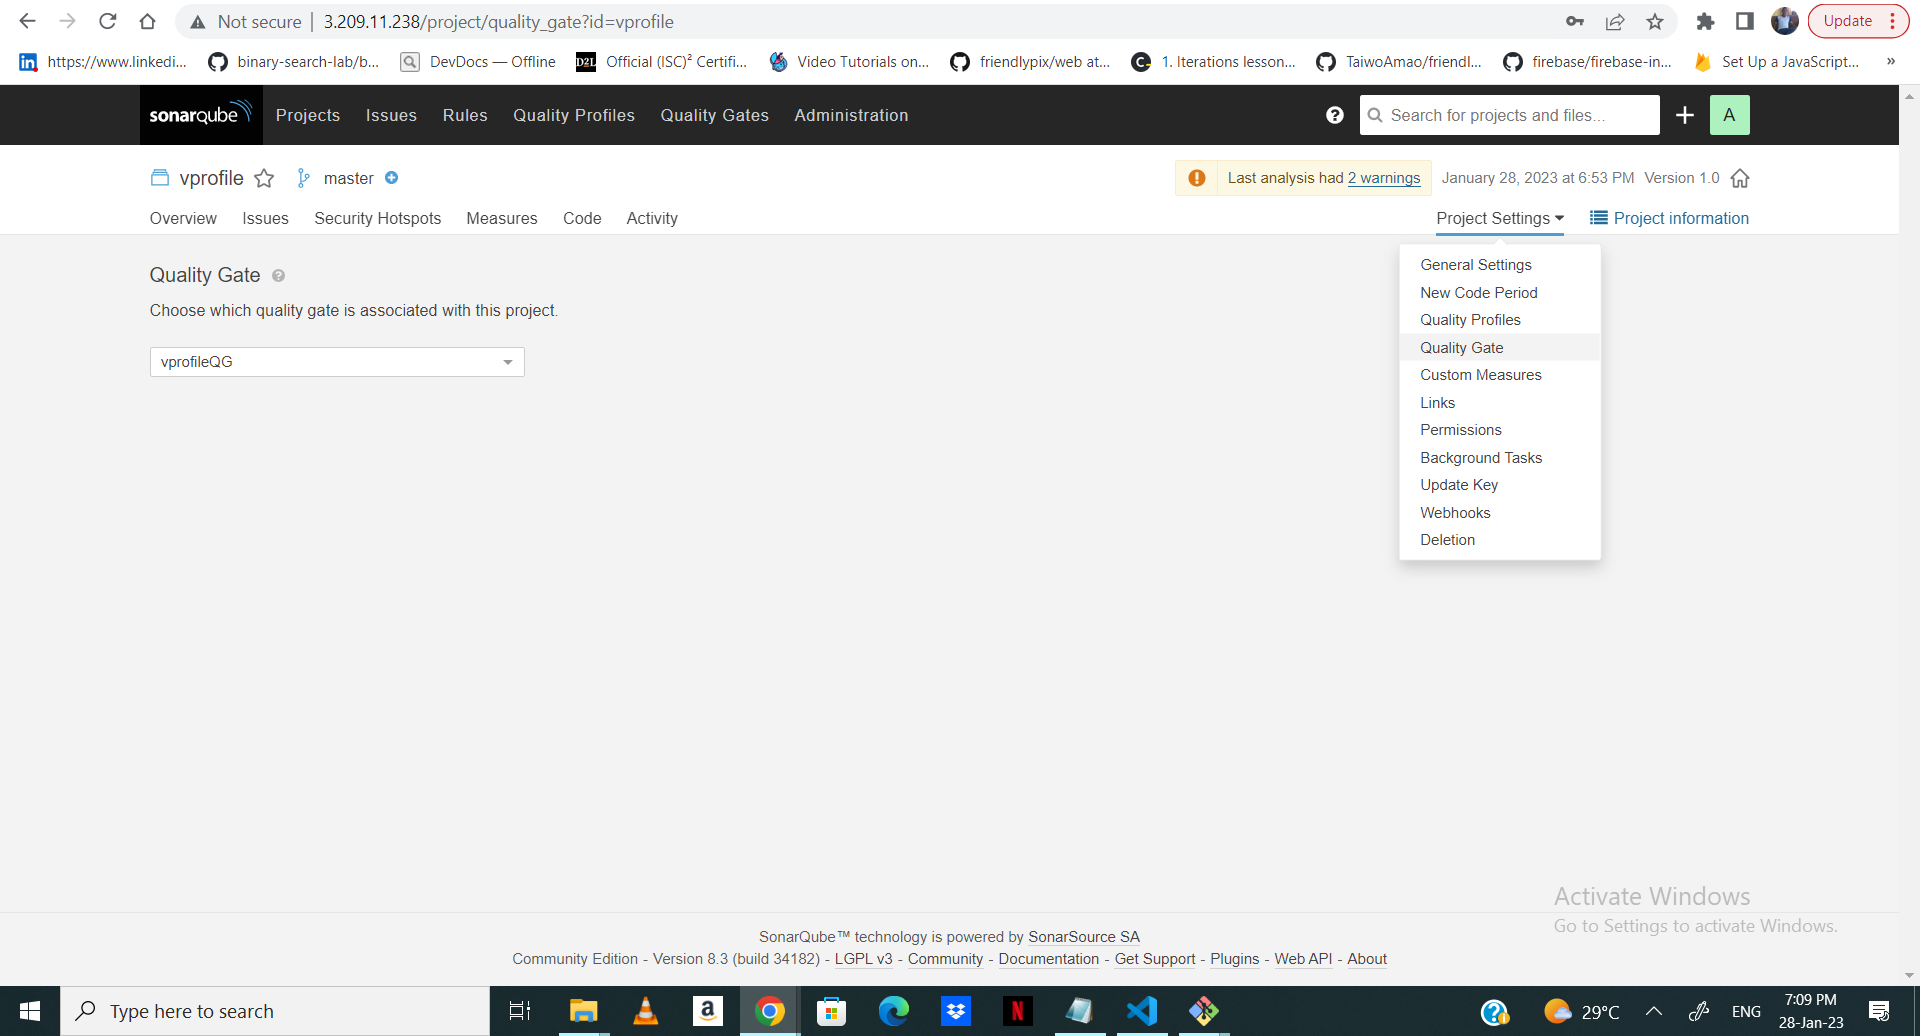 Not secure | 3.209.11.238/project/quality_gate?id=vprofile
Update
https://www.linkedi...
binary-search-lab/b...
DevDocs — Offline
D2L Official (ISC)² Certifi...
Video Tutorials on...
friendlypix/web at...
1. Iterations lesson...
TaiwoAmao/friendl...
firebase/firebase-in...
Set Up a JavaScript...
»
sonarqube Projects Issues Rules Quality Profiles Quality Gates Administration
Search for projects and files...
A
vprofile master
Last analysis had 2 warnings January 28, 2023 at 6:53 PM Version 1.0
Overview Issues Security Hotspots Measures Code Activity
Project Settings Project information
Quality Gate
Choose which quality gate is associated with this project.
vprofileQG
General Settings
New Code Period
Quality Profiles
Quality Gate
Custom Measures
Links
Permissions
Background Tasks
Update Key
Webhooks
Deletion
Activate Windows
Go to Settings to activate Windows.
SonarQube™ technology is powered by SonarSource SA
Community Edition - Version 8.3 (build 34182) - LGPL v3 - Community - Documentation - Get Support - Plugins - Web API - About
Type here to search
29°C
ENG
7:09 PM
28-Jan-23